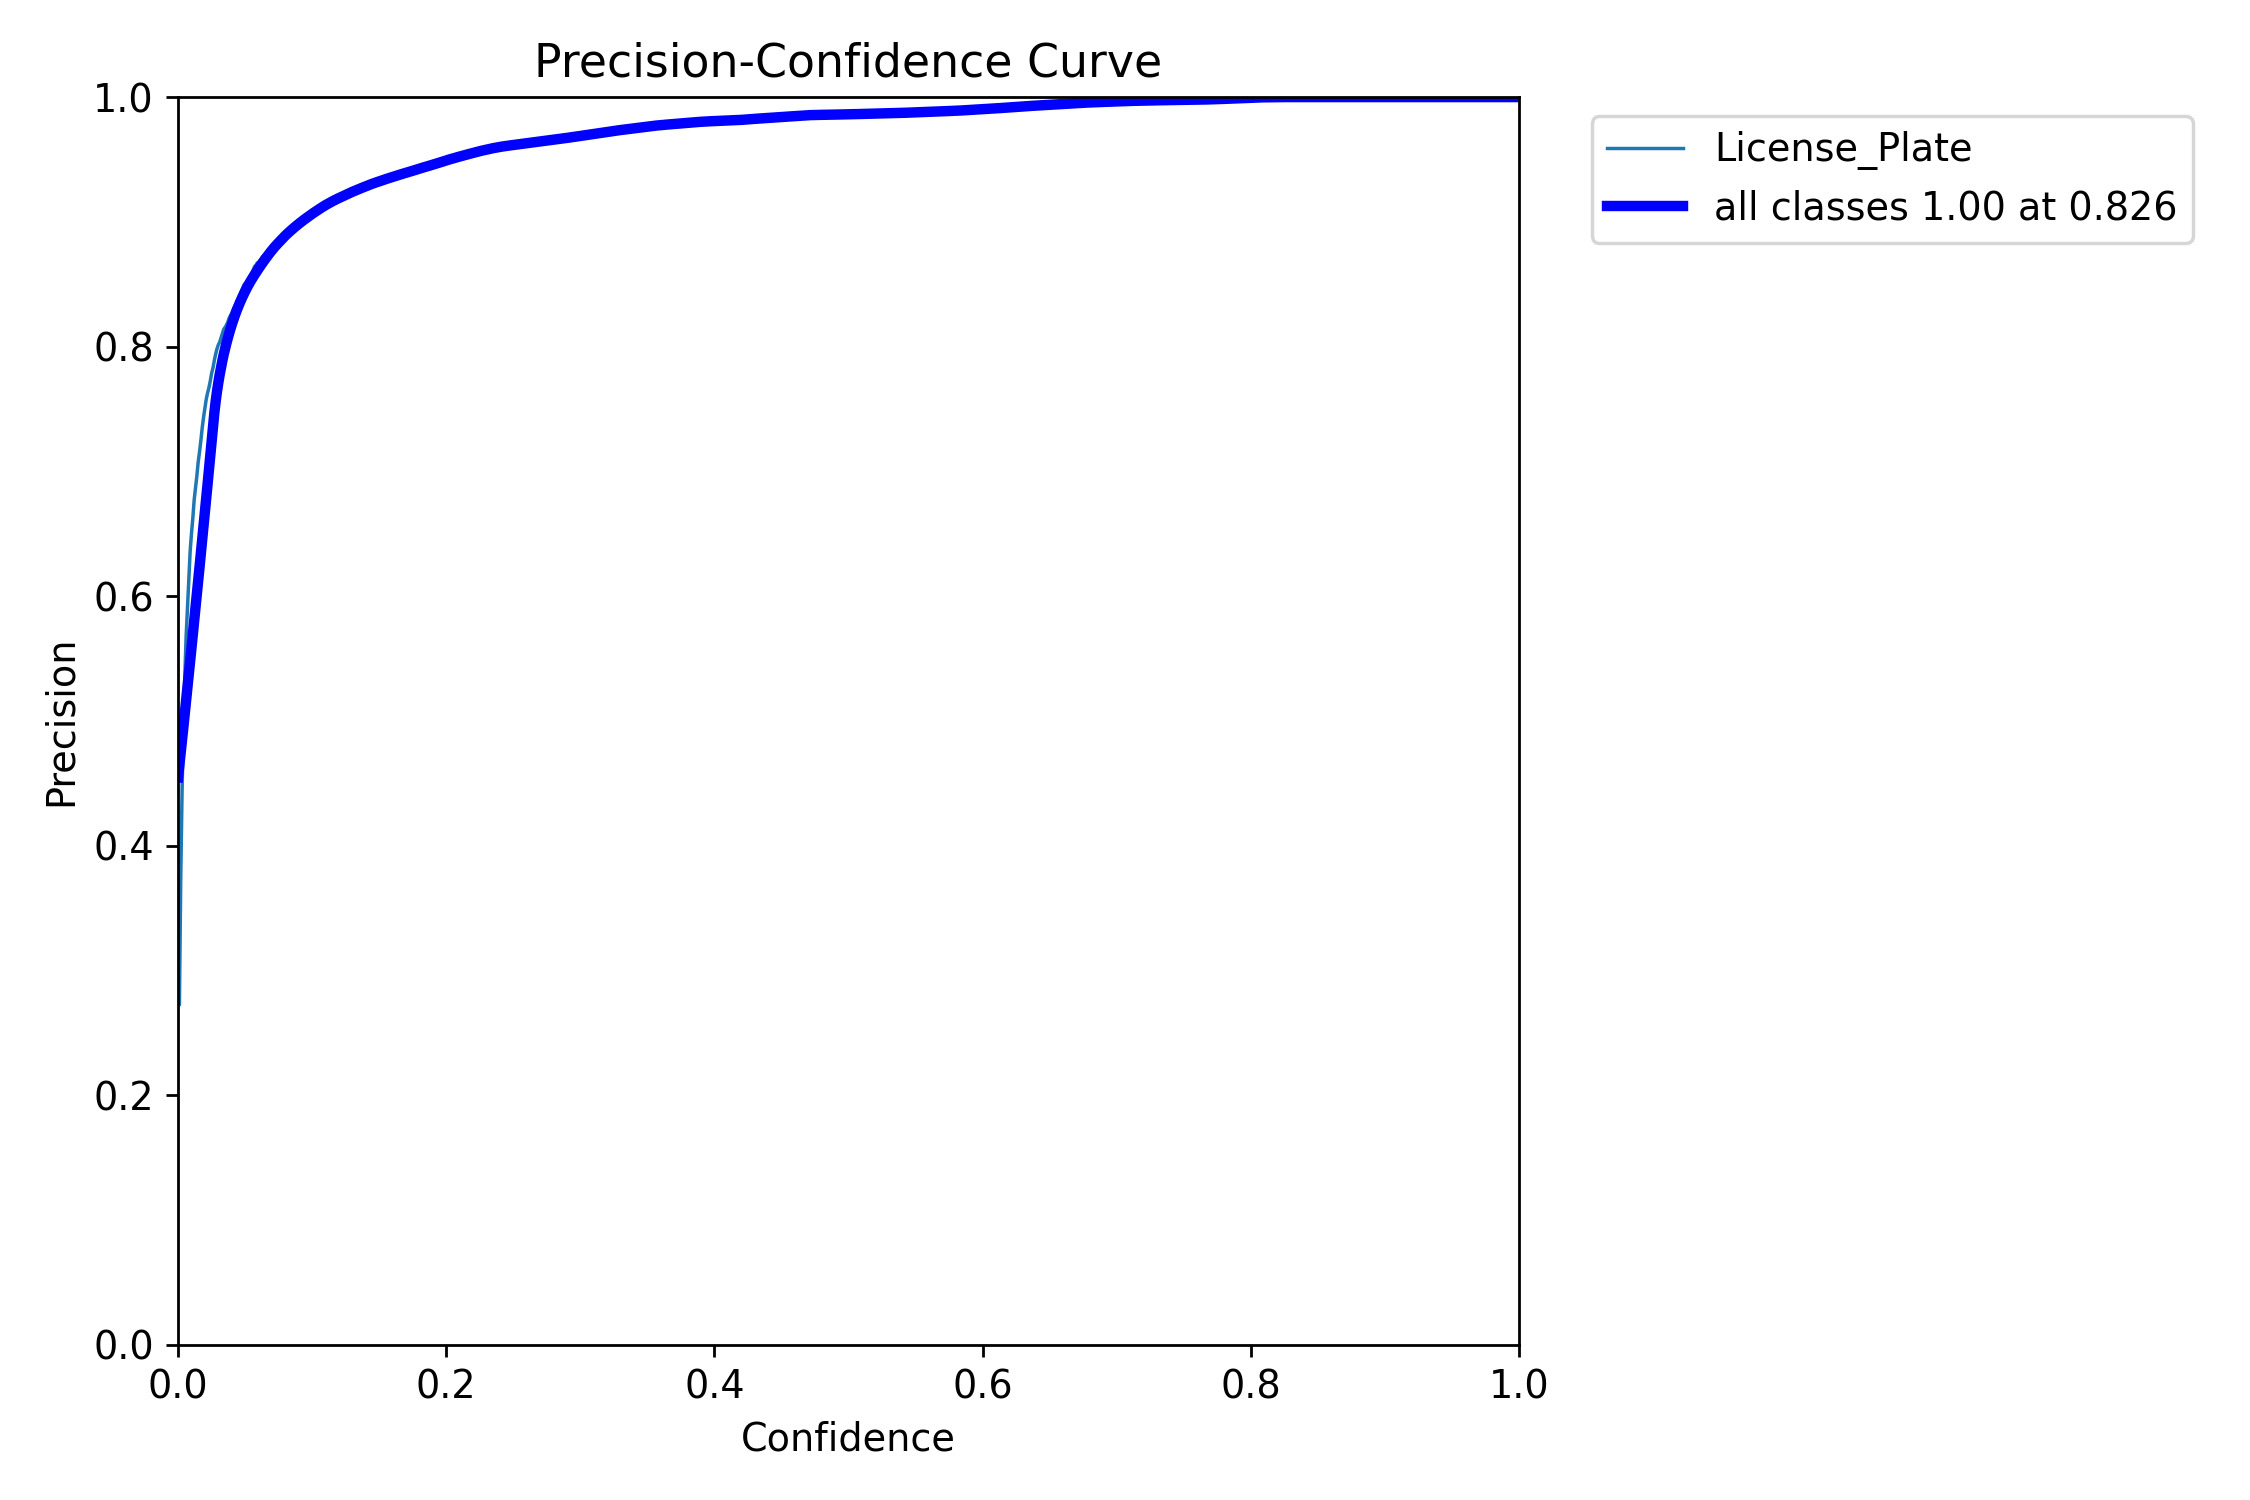 Precision-Confidence Curve
1.0
0.8
0.6
0.4
0.2
0.0
Precision
0.0 0.2 0.4 0.6 0.8 1.0
Confidence
License_Plate
all classes 1.00 at 0.826